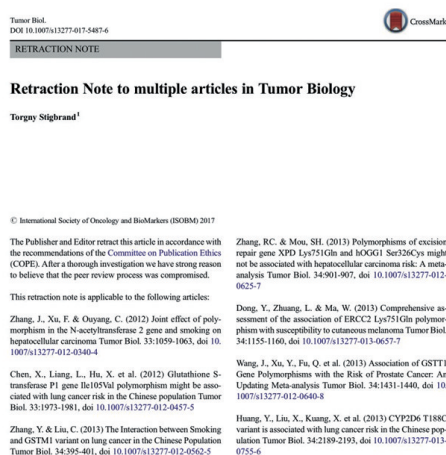 Tumor Biol.
DOI 10.1007/s13277-017-5487-6
CrossMark
RETRACTION NOTE
Retraction Note to multiple articles in Tumor Biology
Torgny Stigbrand1
© International Society of Oncology and BioMarkers (ISOBM) 2017
The Publisher and Editor retract this article in accordance with
the recommendations of the Committee on Publication Ethics
(COPE). After a thorough investigation we have strong reason
to believe that the peer review process was compromised.
This retraction note is applicable to the following articles:
Zhang, J., Xu, F. & Ouyang, C. (2012) Joint effect of poly-
morphism in the N-acetyltransferase 2 gene and smoking on
hepatocellular carcinoma Tumor Biol. 33:1059-1063, doi 10.
1007/s13277-012-0340-4
Chen, X., Liang, L., Hu, X. et al. (2012) Glutathione S-
transferase P1 gene Ile105Val polymorphism might be asso-
ciated with lung cancer risk in the Chinese population Tumor
Biol. 33:1973-1981, doi 10.1007/s13277-012-0457-5
Zhang, Y. & Liu, C. (2013) The Interaction between Smoking
and GSTM1 variant on lung cancer in the Chinese Population
Tumor Biol. 34:395-401, doi 10.1007/s13277-012-0562-5
Zhang, RC. & Mou, SH. (2013) Polymorphisms of excision
repair gene XPD Lys751Gln and hOGG1 Ser326Cys might
not be associated with hepatocellular carcinoma risk: A meta-
analysis Tumor Biol. 34:901-907, doi 10.1007/s13277-012-
0625-7
Dong, Y., Zhuang, L. & Ma, W. (2013) Comprehensive as-
sessment of the association of ERCC2 Lys751Gln polymor-
phism with susceptibility to cutaneous melanoma Tumor Biol.
34:1155-1160, doi 10.1007/s13277-013-0657-7
Wang, J., Xu, Y., Fu, Q. et al. (2013) Association of GSTT1
Gene Polymorphisms with the Risk of Prostate Cancer: An
Updating Meta-analysis Tumor Biol. 34:1431-1440, doi 10.
1007/s13277-012-0640-8
Huang, Y., Liu, X., Kuang, X. et al. (2013) CYP2D6 T188C
variant is associated with lung cancer risk in the Chinese pop-
ulation Tumor Biol. 34:2189-2193, doi 10.1007/s13277-013-
0755-6